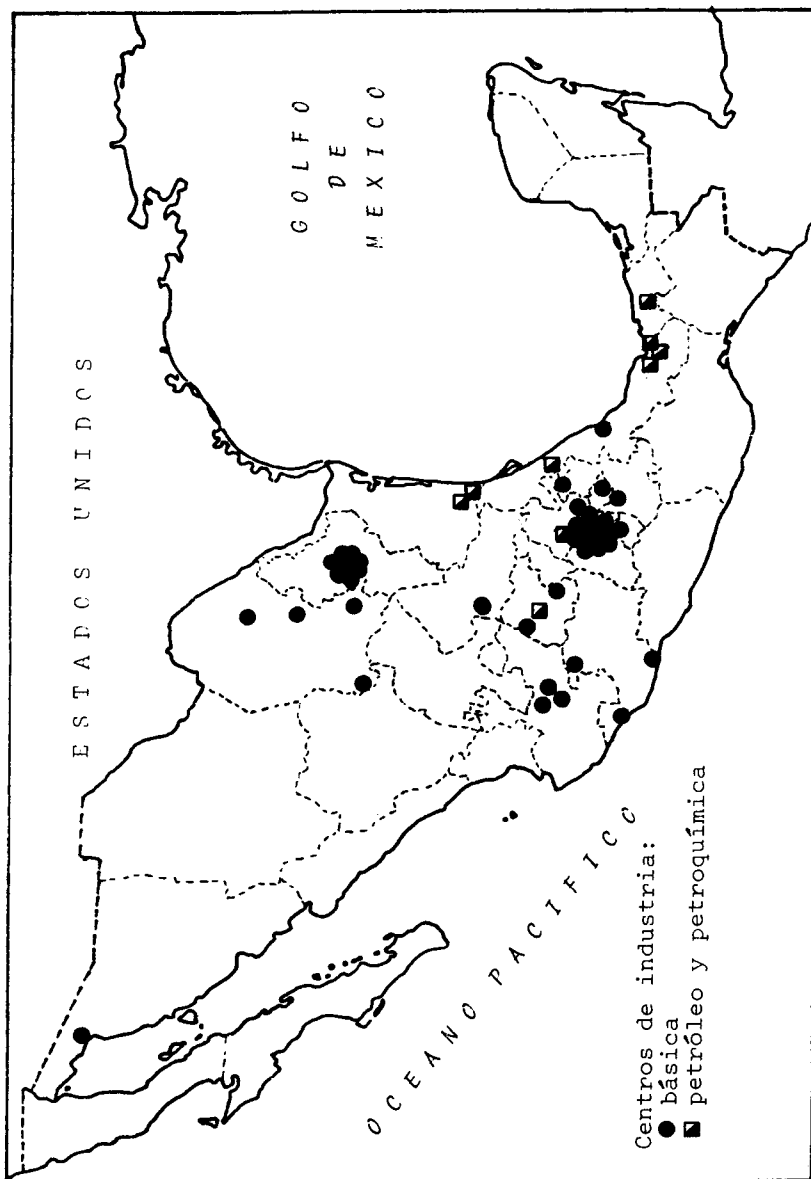 ESTADOS UNIDOS
GOLFO
DE
MEXICO
OCEANO PACIFICO
Centros de industria:
básica
petróleo y petroquímica